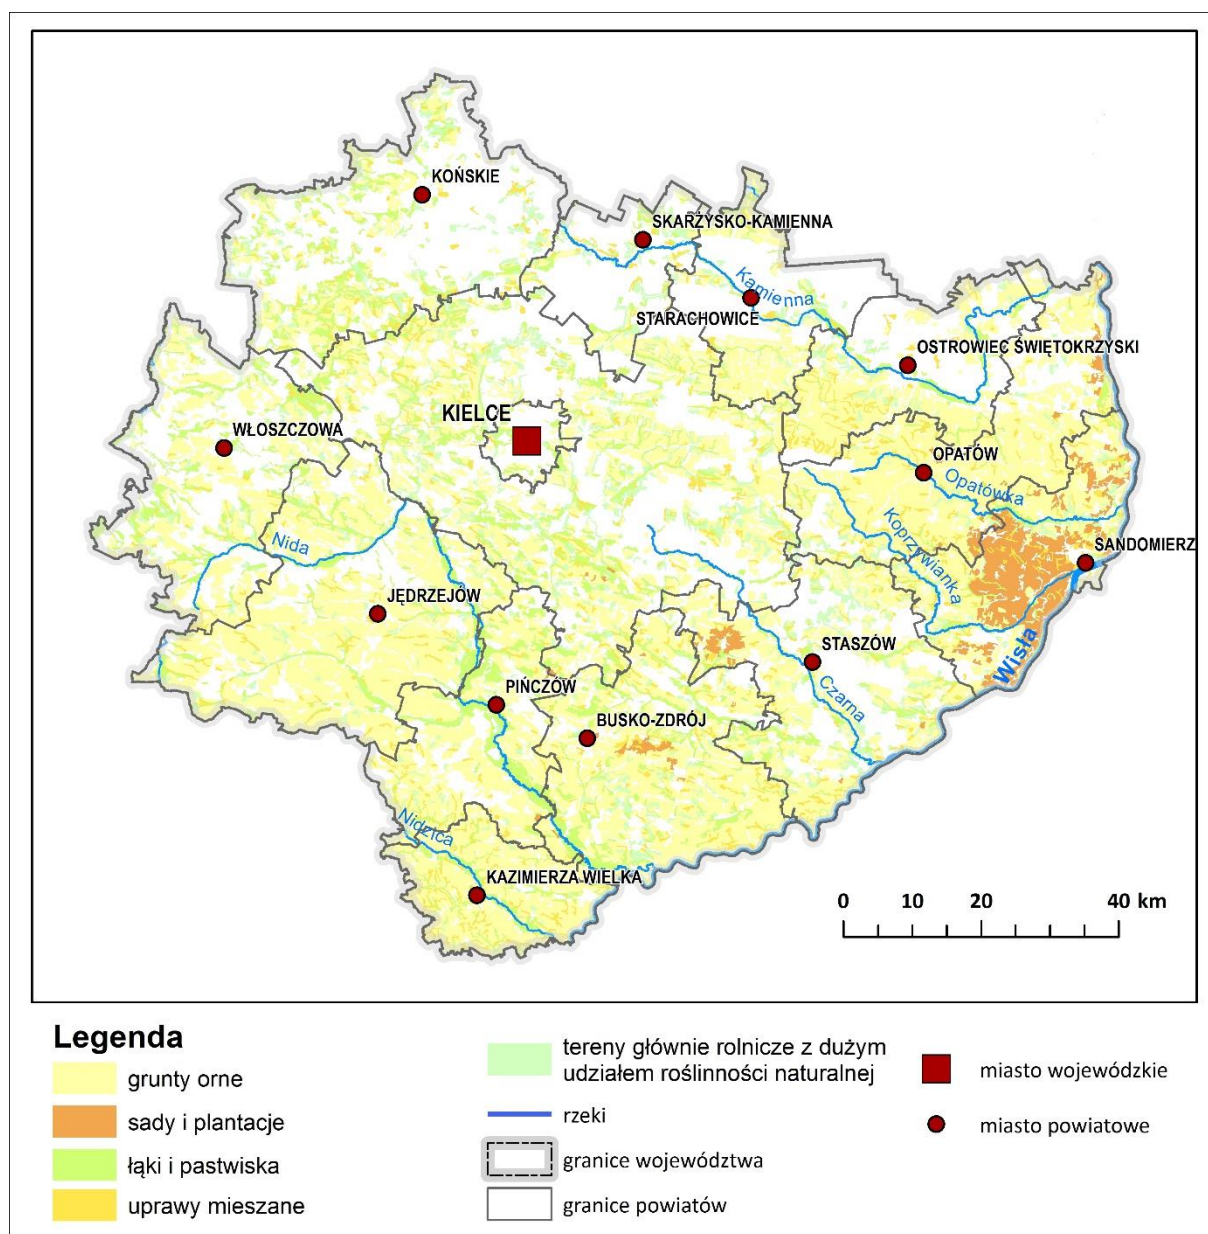 KOŃSKIE
SKARŻYSKO-KAMIENNA
Kamienna
STARACHOWICE
OSTROWIEC ŚWIĘTOKRZYSKI
KIELCE
WŁOSZCZOWA
OPATÓW
Opatówka
Koprzywianka
Nida
SANDOMIERZ
JĘDRZEJÓW
STASZÓW
Wisła
PIŃCZÓW
Czarna
BUSKO-ZDRÓJ
Nidzica
KAZIMIERZA WIELKA
0 10 20 40 km
Legenda
grunty orne
sady i plantacje
łąki i pastwiska
uprawy mieszane
tereny głównie rolnicze z dużym
udziałem roślinności naturalnej
rzeki
granice województwa
granice powiatów
miasto wojewódzkie
miasto powiatowe